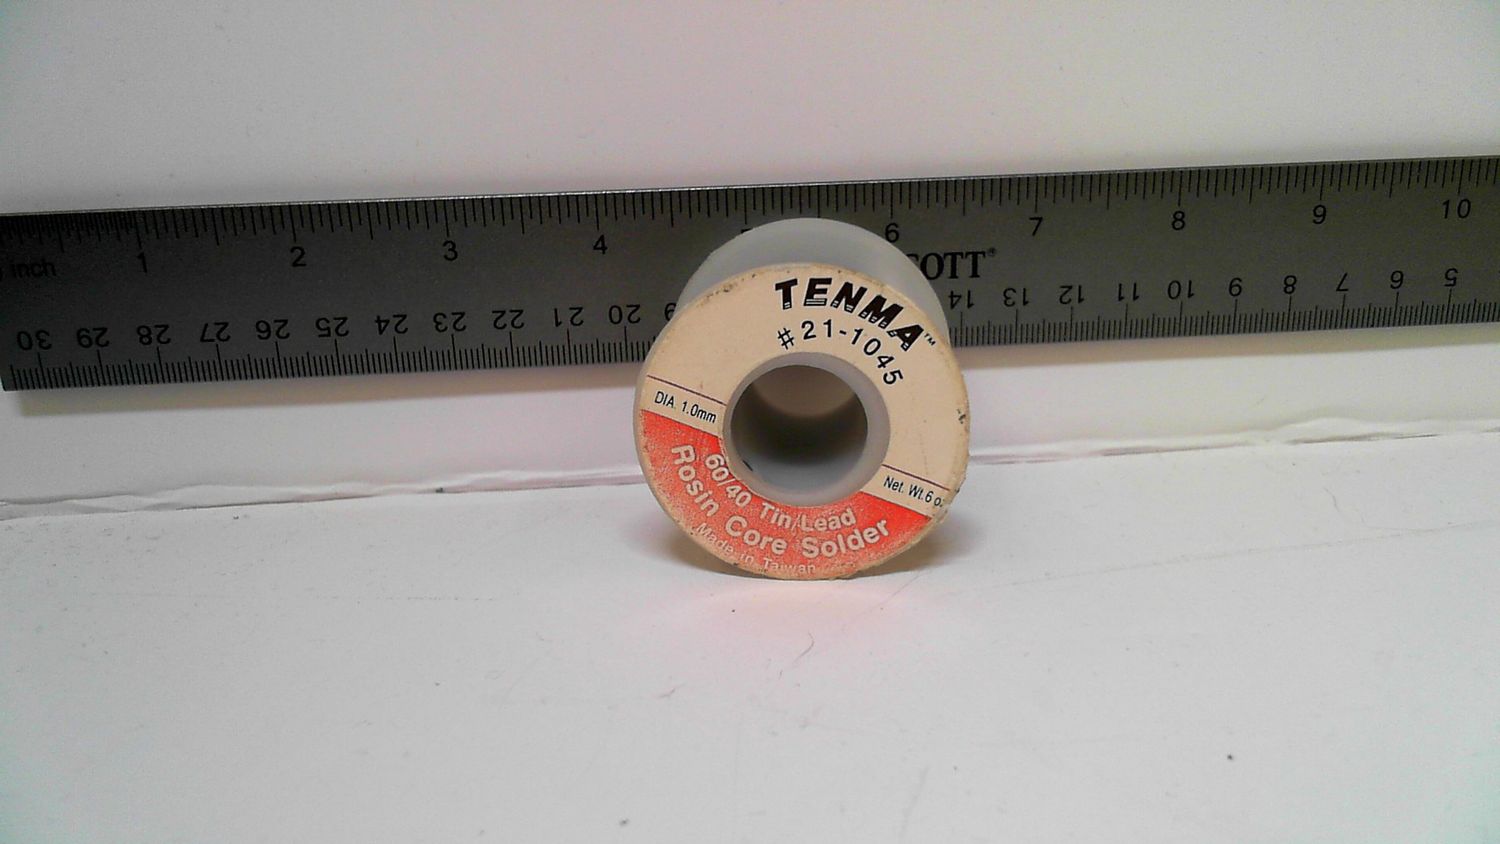 inch 1 2 3 4 5 6 7 8 9 10
COTT®
30 29 28 27 26 25 24 23 22 21 20 14 13 12 11 10 9 8 7 6 5
TENMA™
#21-1045
DIA. 1.0mm
Net. Wt. 6 oz
60/40 Tin/Lead
Rosin Core Solder
Made in Taiwan